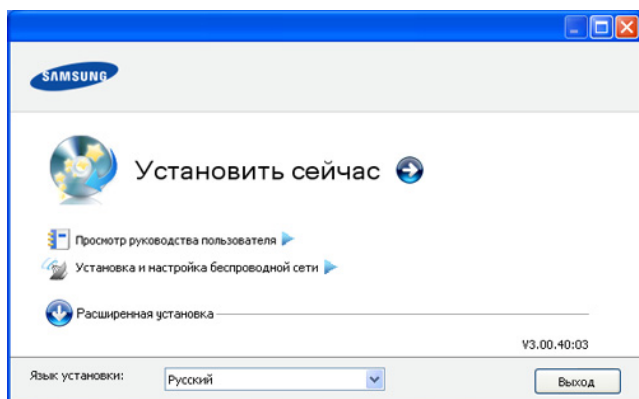 SAMSUNG
Установить сейчас
Просмотр руководства пользователя
Установка и настройка беспроводной сети
Расширенная установка
V3.00.40:03
Язык установки: Русский Выход